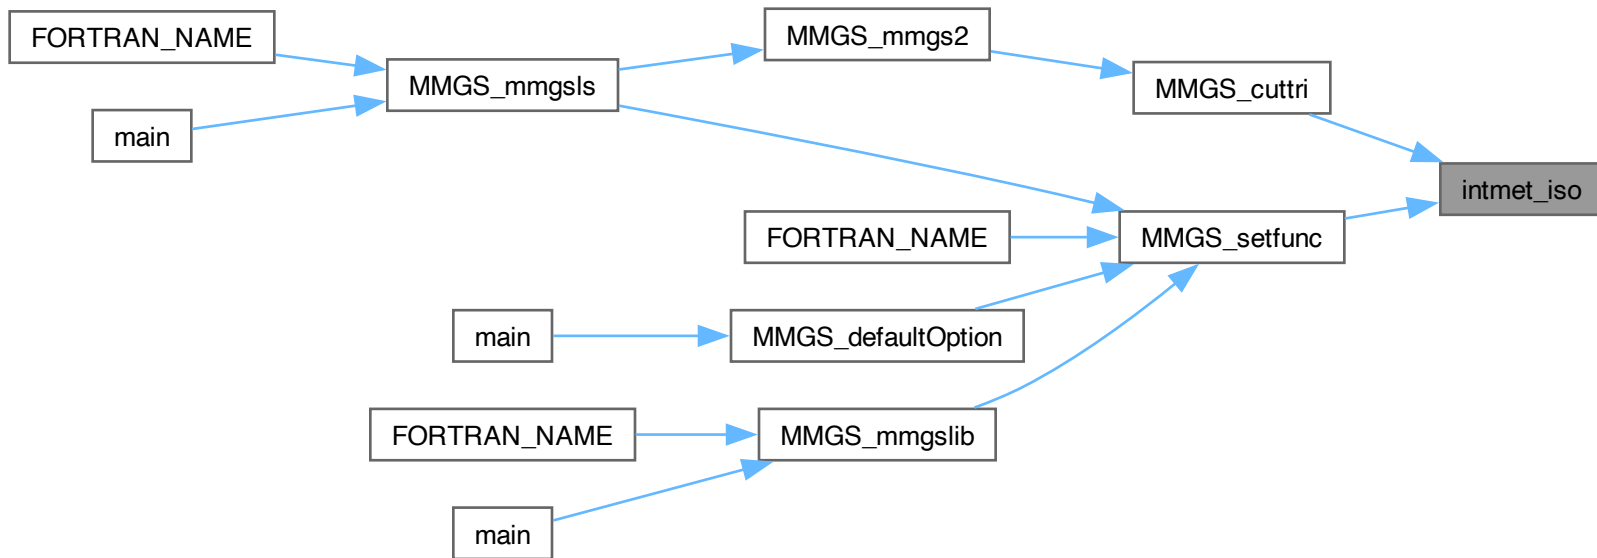 FORTRAN_NAME
MMGS_mmgs2
MMGS_mmgsls
MMGS_cuttri
main
intmet_iso
FORTRAN_NAME
MMGS_setfunc
main
MMGS_defaultOption
FORTRAN_NAME
MMGS_mmgslib
main